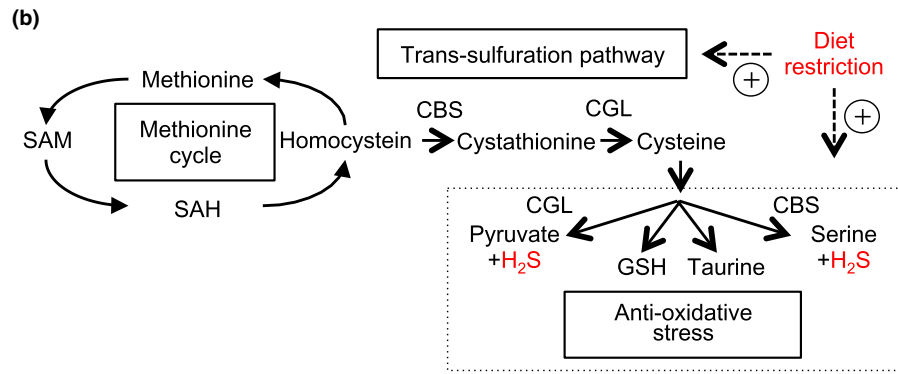 (b)
Trans-sulfuration pathway
Diet
restriction
+
+
Methionine
SAM
Methionine
cycle
Homocystein
CBS
Cystathionine
CGL
Cysteine
SAH
CGL
CBS
Pyruvate
+H₂S
GSH
Taurine
Serine
+H₂S
Anti-oxidative
stress